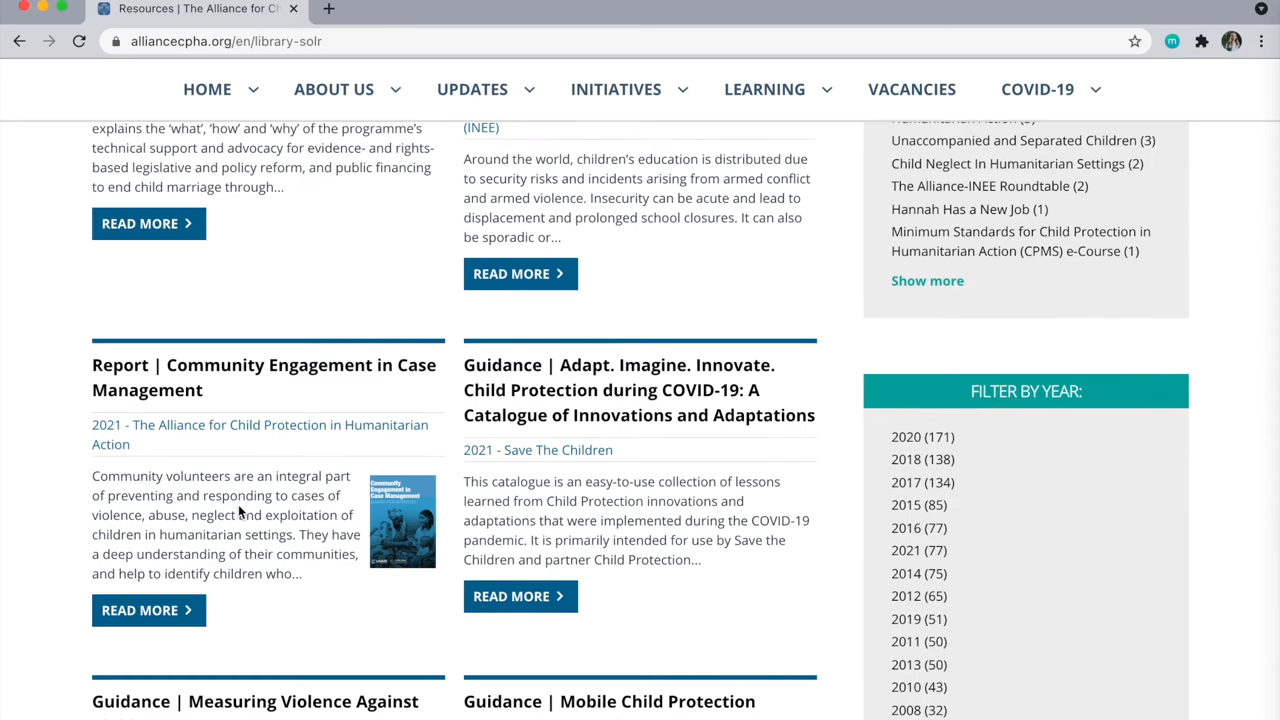 Resources | The Alliance for Ch
alliancecpha.org/en/library-solr
m
HOME
ABOUT US
UPDATES
INITIATIVES
LEARNING
VACANCIES
COVID-19
explains the ‘what’, ‘how’ and ‘why’ of the programme’s
technical support and advocacy for evidence- and rights-
based legislative and policy reform, and public financing
to end child marriage through...
READ MORE
(INEE)
Around the world, children’s education is distributed due
to security risks and incidents arising from armed conflict
and armed violence. Insecurity can be acute and lead to
displacement and prolonged school closures. It can also
be sporadic or...
READ MORE
Report | Community Engagement in Case
Management
2021 - The Alliance for Child Protection in Humanitarian
Action
Community volunteers are an integral part
of preventing and responding to cases of
violence, abuse, neglect and exploitation of
children in humanitarian settings. They have
a deep understanding of their communities,
and help to identify children who...
Community
Engagement in
Case Management
READ MORE
Guidance | Adapt. Imagine. Innovate.
Child Protection during COVID-19: A
Catalogue of Innovations and Adaptations
2021 - Save The Children
This catalogue is an easy-to-use collection of lessons
learned from Child Protection innovations and
adaptations that were implemented during the COVID-19
pandemic. It is primarily intended for use by Save the
Children and partner Child Protection...
READ MORE
Guidance | Measuring Violence Against
Guidance | Mobile Child Protection
Humanitarian Action
Unaccompanied and Separated Children (3)
Child Neglect In Humanitarian Settings (2)
The Alliance-INEE Roundtable (2)
Hannah Has a New Job (1)
Minimum Standards for Child Protection in
Humanitarian Action (CPMS) e-Course (1)
Show more
FILTER BY YEAR:
2020 (171)
2018 (138)
2017 (134)
2015 (85)
2016 (77)
2021 (77)
2014 (75)
2012 (65)
2019 (51)
2011 (50)
2013 (50)
2010 (43)
2008 (32)